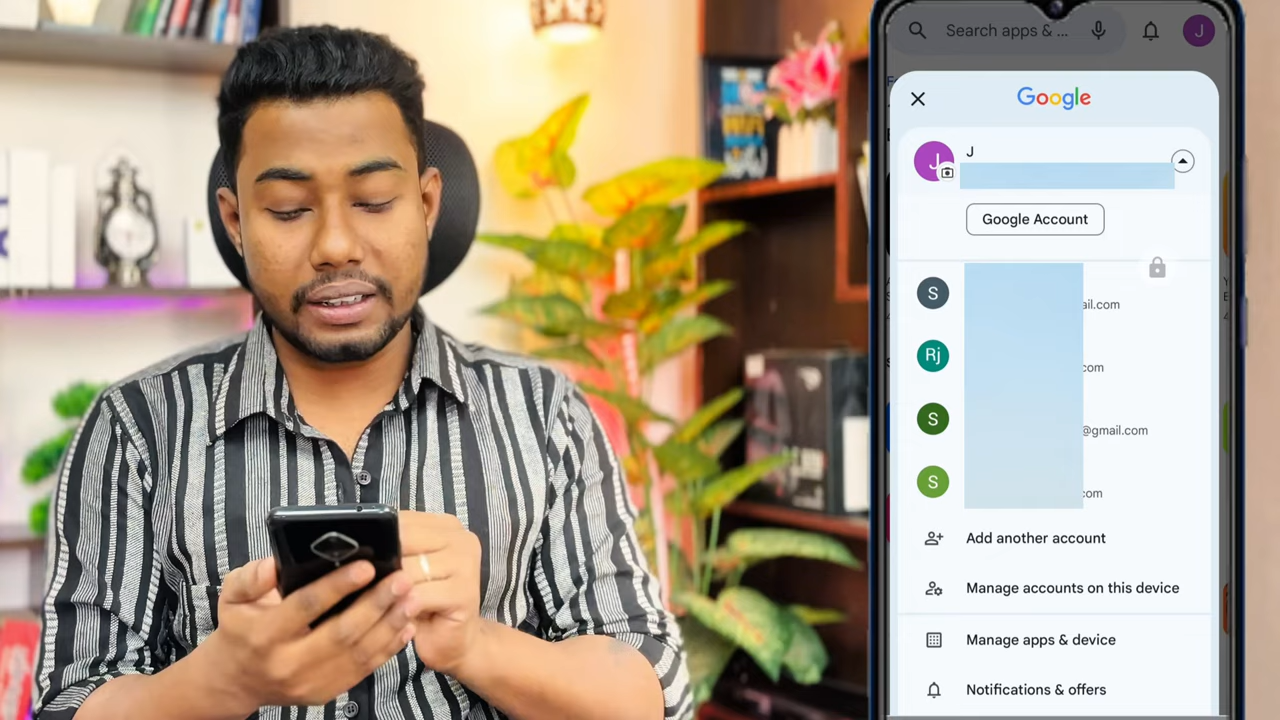 Search apps & ...
J
Google
J
J
Google Account
S
ail.com
Rj
com
S
@gmail.com
S
com
Add another account
Manage accounts on this device
Manage apps & device
Notifications & offers